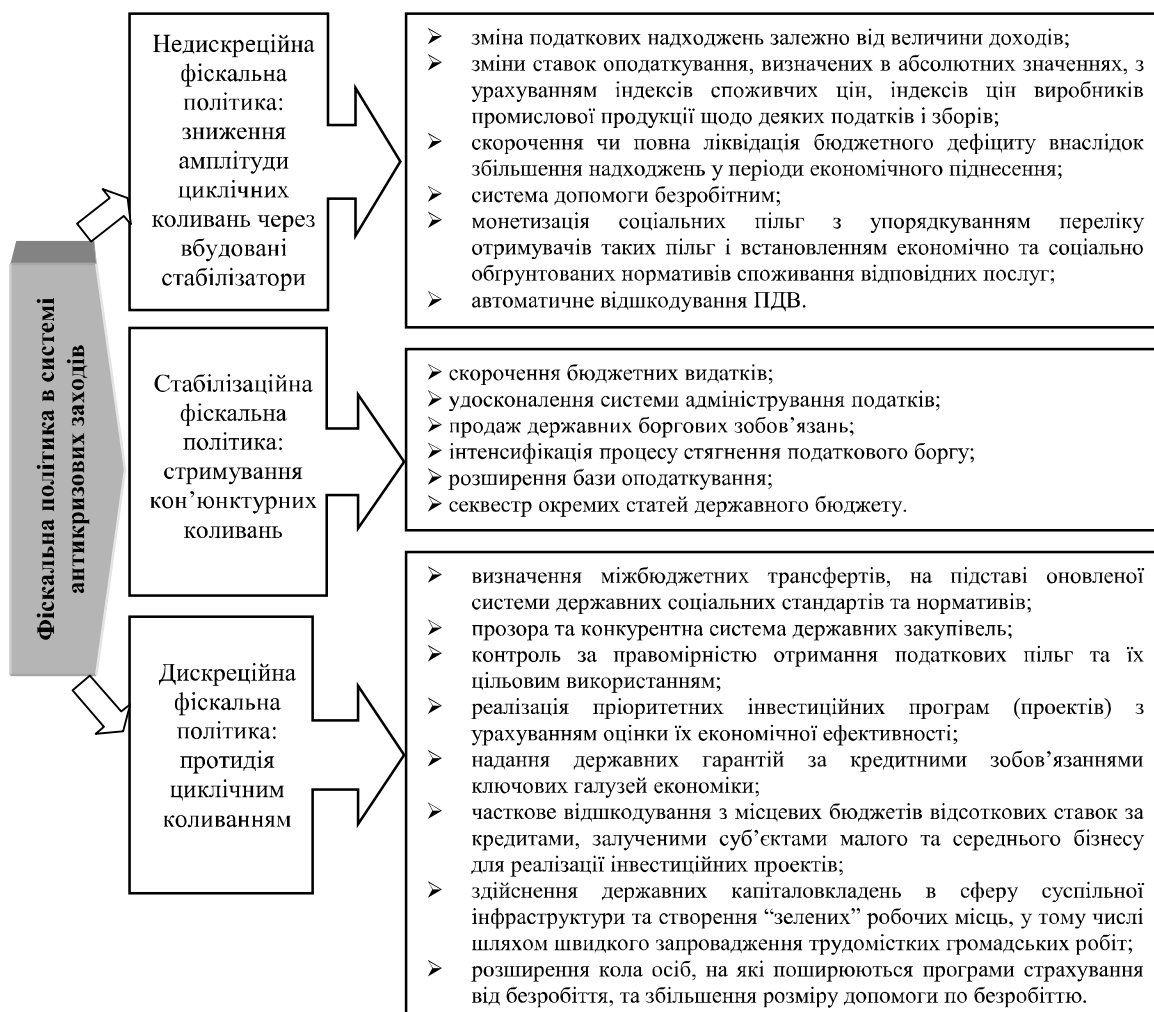 Фіскальна політика в системі
антикризових заходів
Недискреційна
фіскальна
політика:
зниження
амплітуди
циклічних
коливань через
вбудовані
стабілізатори
➢ зміна податкових надходжень залежно від величини доходів;
➢ зміни ставок оподаткування, визначених в абсолютних значеннях, з
урахуванням індексів споживчих цін, індексів цін виробників
промислової продукції щодо деяких податків і зборів;
➢ скорочення чи повна ліквідація бюджетного дефіциту внаслідок
збільшення надходжень у періоди економічного піднесення;
➢ система допомоги безробітним;
➢ монетизація соціальних пільг з упорядкуванням переліку
отримувачів таких пільг і встановленням економічно та соціально
обґрунтованих нормативів споживання відповідних послуг;
➢ автоматичне відшкодування ПДВ.
Стабілізаційна
фіскальна
політика:
стримування
кон’юнктурних
коливань
➢ скорочення бюджетних видатків;
➢ удосконалення системи адміністрування податків;
➢ продаж державних боргових зобов’язань;
➢ інтенсифікація процесу стягнення податкового боргу;
➢ розширення бази оподаткування;
➢ секвестр окремих статей державного бюджету.
Дискреційна
фіскальна
політика:
протидія
циклічним
коливанням
➢ визначення міжбюджетних трансфертів, на підставі оновленої
системи державних соціальних стандартів та нормативів;
➢ прозора та конкурентна система державних закупівель;
➢ контроль за правомірністю отримання податкових пільг та їх
цільовим використанням;
➢ реалізація пріоритетних інвестиційних програм (проектів) з
урахуванням оцінки їх економічної ефективності;
➢ надання державних гарантій за кредитними зобов’язаннями
ключових галузей економіки;
➢ часткове відшкодування з місцевих бюджетів відсоткових ставок за
кредитами, залученими суб’єктами малого та середнього бізнесу
для реалізації інвестиційних проектів;
➢ здійснення державних капіталовкладень в сферу суспільної
інфраструктури та створення “зелених” робочих місць, у тому числі
шляхом швидкого запровадження трудомістких громадських робіт;
➢ розширення кола осіб, на які поширюються програми страхування
від безробіття, та збільшення розміру допомоги по безробіттю.